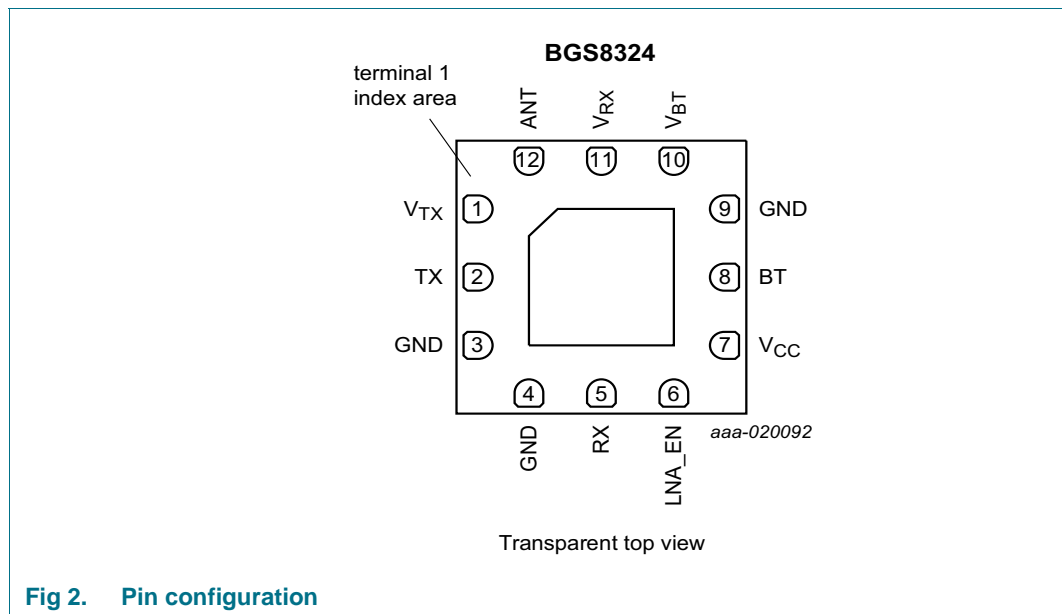 BGS8324
terminal 1
index area
ANT
VRX
VBT
12
11
10
VTX
1
9
GND
TX
2
8
BT
GND
3
7
VCC
4
5
6
GND
RX
LNA_EN
aaa-020092
Transparent top view
Fig 2. Pin configuration